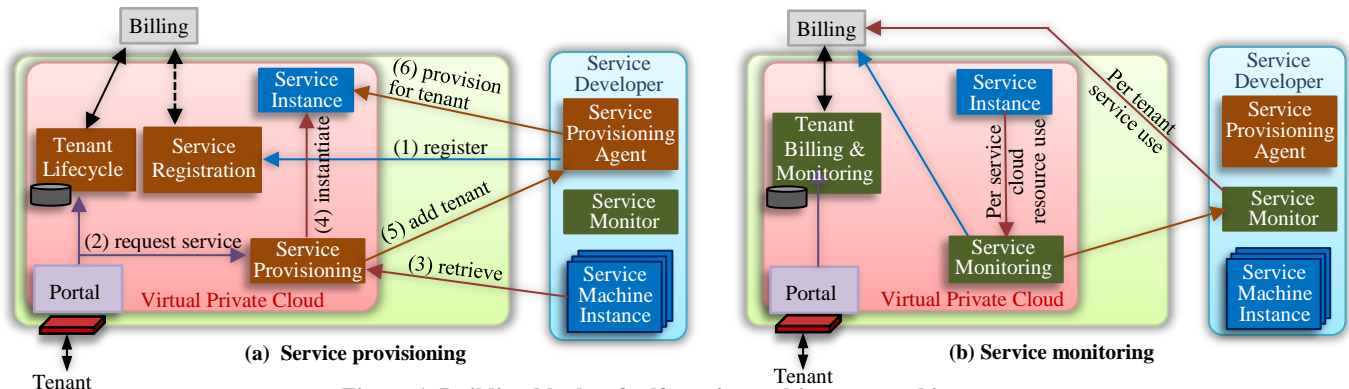 Billing
Service
Developer
Service
Instance
(6) provision
for tenant
Service
Provisioning
Agent
Tenant
Lifecycle
Service
Registration
(1) register
(4) instantiate
(5) add tenant
Service
Monitor
(2) request service
Service
Provisioning
(3) retrieve
Service
Machine
Instance
Portal
Virtual Private Cloud
(a) Service provisioning
Tenant
Billing
Service
Developer
Service
Instance
Per tenant
service use
Service
Provisioning
Agent
Tenant
Billing &
Monitoring
Per service
cloud
resource use
Service
Monitor
Service
Monitoring
Service
Machine
Instance
Portal
Virtual Private Cloud
(b) Service monitoring
Tenant